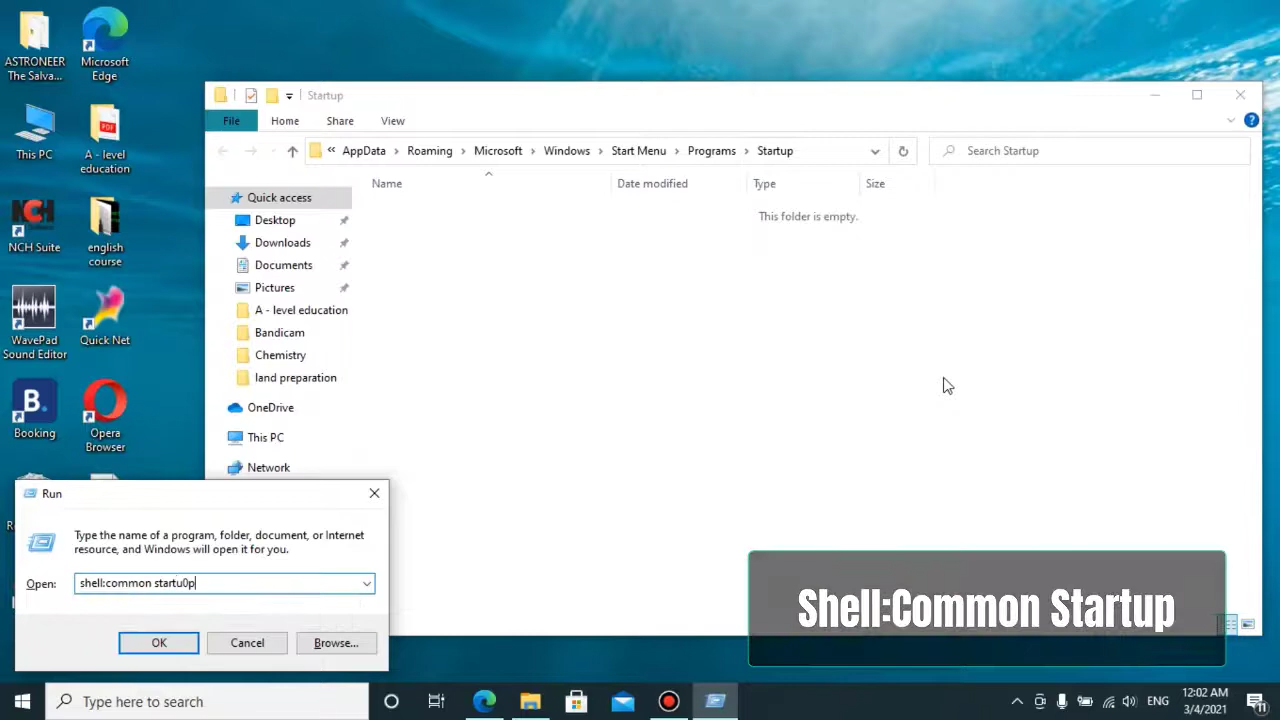 ASTRONEER
The Salva...
Microsoft
Edge
This PC
PDF
A - level
education
NCH
NCH Suite
english
course
WavePad
Sound Editor
Quick Net
B.
Booking
Opera
Browser
Startup
File
Home
Share
View
«
AppData
Roaming
Microsoft
Windows
Start Menu
Programs
Startup
Search Startup
Name
Date modified
Type
Size
This folder is empty.
Quick access
Desktop
Downloads
Documents
Pictures
A - level education
Bandicam
Chemistry
land preparation
OneDrive
This PC
Network
Run
Type the name of a program, folder, document, or Internet
resource, and Windows will open it for you.
Open:
shell:common startu0p
OK
Cancel
Browse...
Shell:Common Startup
Type here to search
ENG
12:02 AM
3/4/2021
11